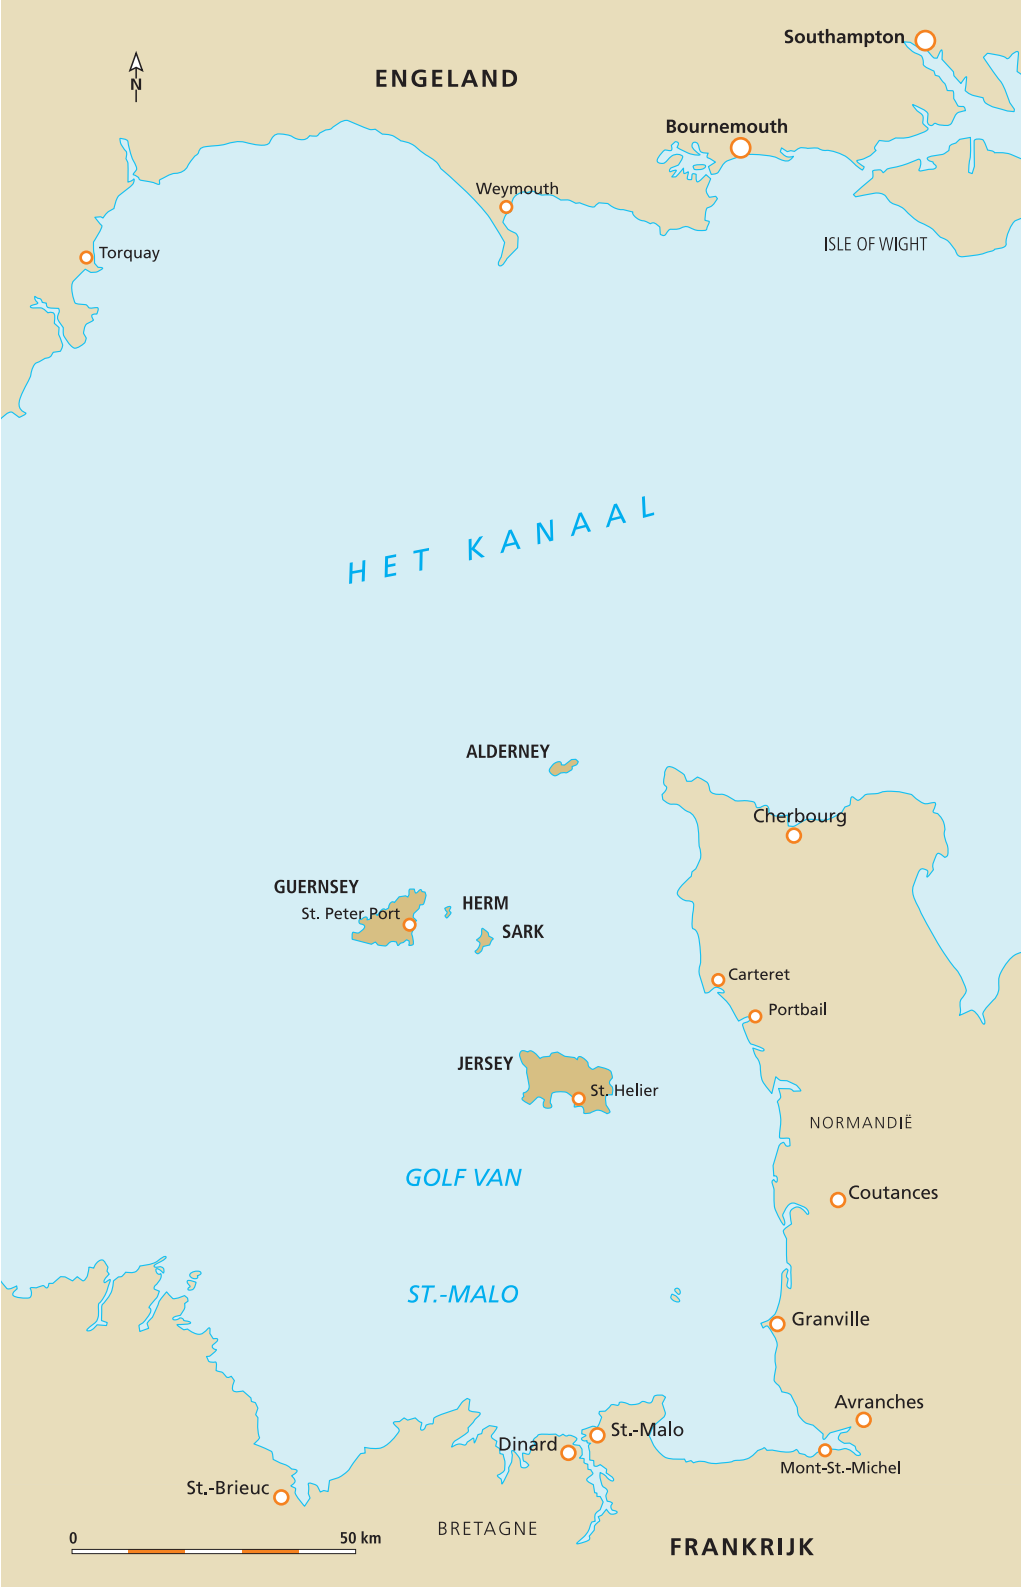 Southampton
ENGELAND
N
Bournemouth
Weymouth
ISLE OF WIGHT
Torquay
HET KANAAL
ALDERNEY
Cherbourg
GUERNSEY
HERM
St. Peter Port
SARK
Carteret
Portbail
JERSEY
St. Helier
NORMANDIË
GOLF VAN
Coutances
ST.-MALO
Granville
Avranches
St.-Malo
Dinard
Mont-St.-Michel
St.-Brieuc
BRETAGNE
0 50 km
FRANKRIJK